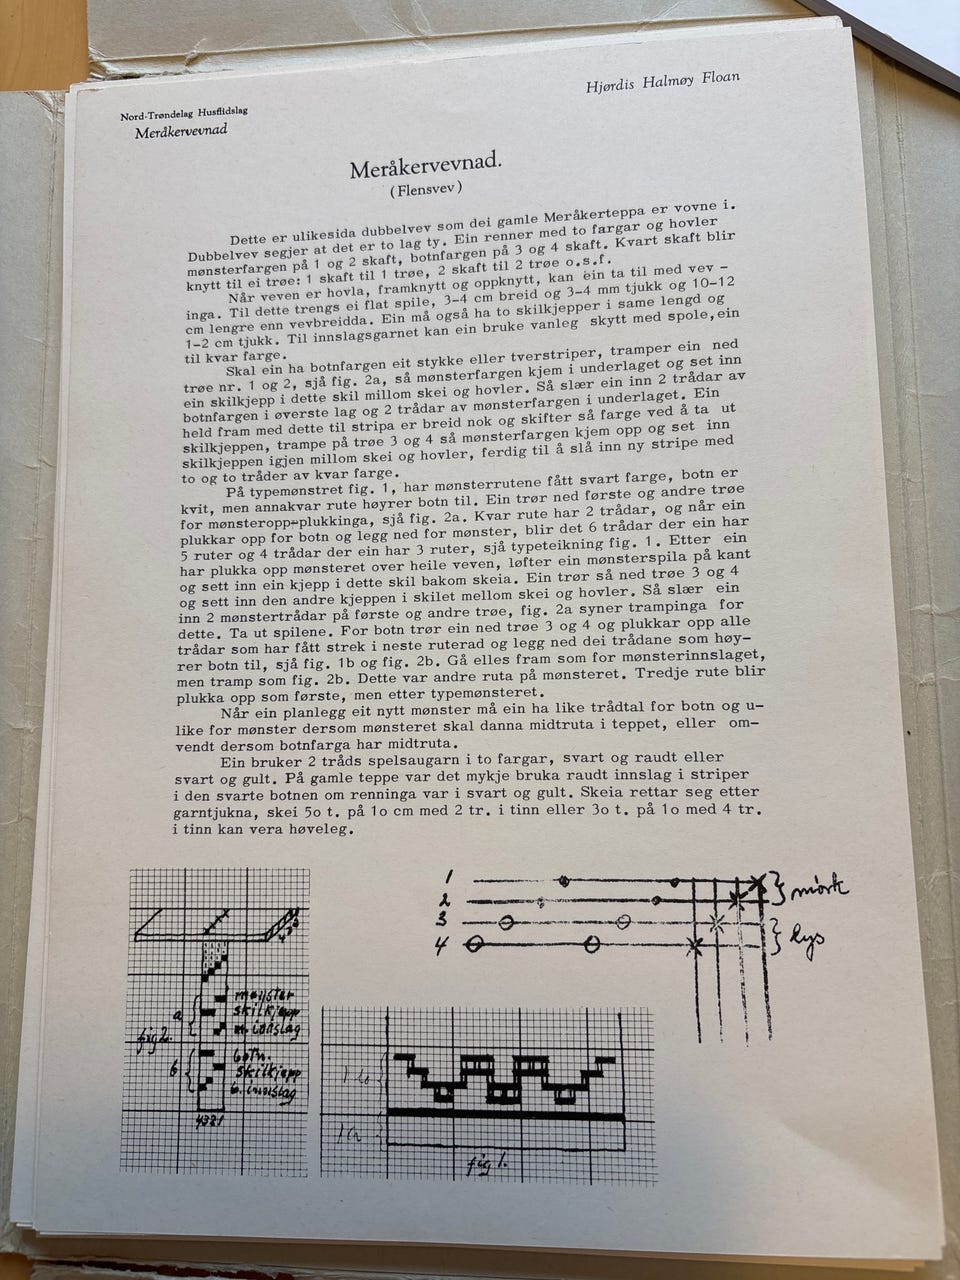 Nord-Trøndelag Husflidslag
Meråkervevnad
Hjørdis Halmøy Floan
Meråkervevnad.
(Flensvev)
Dette er ulikesida dubbelvev som dei gamle Meråkerteppa er vovne i.
Dubbelvev segjer at det er to lag ty. Ein renner med to fargar og hovler
mønsterfargen på 1 og 2 skaft, botnfargen på 3 og 4 skaft. Kvart skaft blir
knytt til ei trøe: 1 skaft til 1 trøe, 2 skaft til 2 trøe o.s.f.
Når veven er hovla, framknytt og oppknytt, kan ein ta til med vev -
inga. Til dette trengs ei flat spile, 3-4 cm breid og 3-4 mm tjukk og 10-12
cm lengre enn vevbreidda. Ein må også ha to skilkjepper i same lengd og
1-2 cm tjukk. Til innslagsgarnet kan ein bruke vanleg skytt med spole, ein
til kvar farge.
Skal ein ha botnfargen eit stykke eller tverstriper, tramper ein ned
trøe nr. 1 og 2, sjå fig. 2a, så mønsterfargen kjem i underlaget og set inn
ein skilkjepp i dette skil millom skei og hovler. Så slær ein inn 2 trådar av
botnfargen i øverste lag og 2 trådar av mønsterfargen i underlaget. Ein
held fram med dette til stripa er breid nok og skifter så farge ved å ta ut
skilkjeppen, trampe på trøe 3 og 4 så mønsterfargen kjem opp og set inn
skilkjeppen igjen millom skei og hovler, ferdig til å slå inn ny stripe med
to og to tråder av kvar farge.
På typemønstret fig. 1, har mønsterrutene fått svart farge, botn er
kvit, men annakvar rute høyrer botn til. Ein trør ned første og andre trøe
for mønsteropp-plukkinga, sjå fig. 2a. Kvar rute har 2 trådar, og når ein
plukkar opp for botn og legg ned for mønster, blir det 6 trådar der ein har
5 ruter og 4 trådar der ein har 3 ruter, sjå typeteikning fig. 1. Etter ein
har plukka opp mønsteret over heile veven, løfter ein mønsterspila på kant
og sett inn ein kjepp i dette skil bakom skeia. Ein trør så ned trøe 3 og 4
og sett inn den andre kjeppen i skilet mellom skei og hovler. Så slær ein
inn 2 mønstertrådar på første og andre trøe, fig. 2a syner trampinga for
dette. Ta ut spilene. For botn trør ein ned trøe 3 og 4 og plukkar opp alle
trådar som har fått strek i neste ruterad og legg ned dei trådane som høy-
rer botn til, sjå fig. 1b og fig. 2b. Gå elles fram som for mønsterinnslaget,
men tramp som fig. 2b. Dette var andre ruta på mønsteret. Tredje rute blir
plukka opp som første, men etter typemønsteret.
Når ein planlegg eit nytt mønster må ein ha like trådtal for botn og u-
like for mønster dersom mønsteret skal danna midtruta i teppet, eller om-
vendt dersom botnfarga har midtruta.
Ein bruker 2 tråds spelsaugarn i to fargar, svart og raudt eller
svart og gult. På gamle teppe var det mykje bruka raudt innslag i striper
i den svarte botnen om renninga var i svart og gult. Skeia rettar seg etter
garntjukna, skei 5o t. på 1o cm med 2 tr. i tinn eller 3o t. på 1o med 4 tr.
i tinn kan vera høveleg.
1
2
3
4
mørk
lys
fig 2.
a
mønster
skilkjepp
m. innslag
b
botn.
skilkjepp
b. innslag
4321
1b
1a
fig 1.